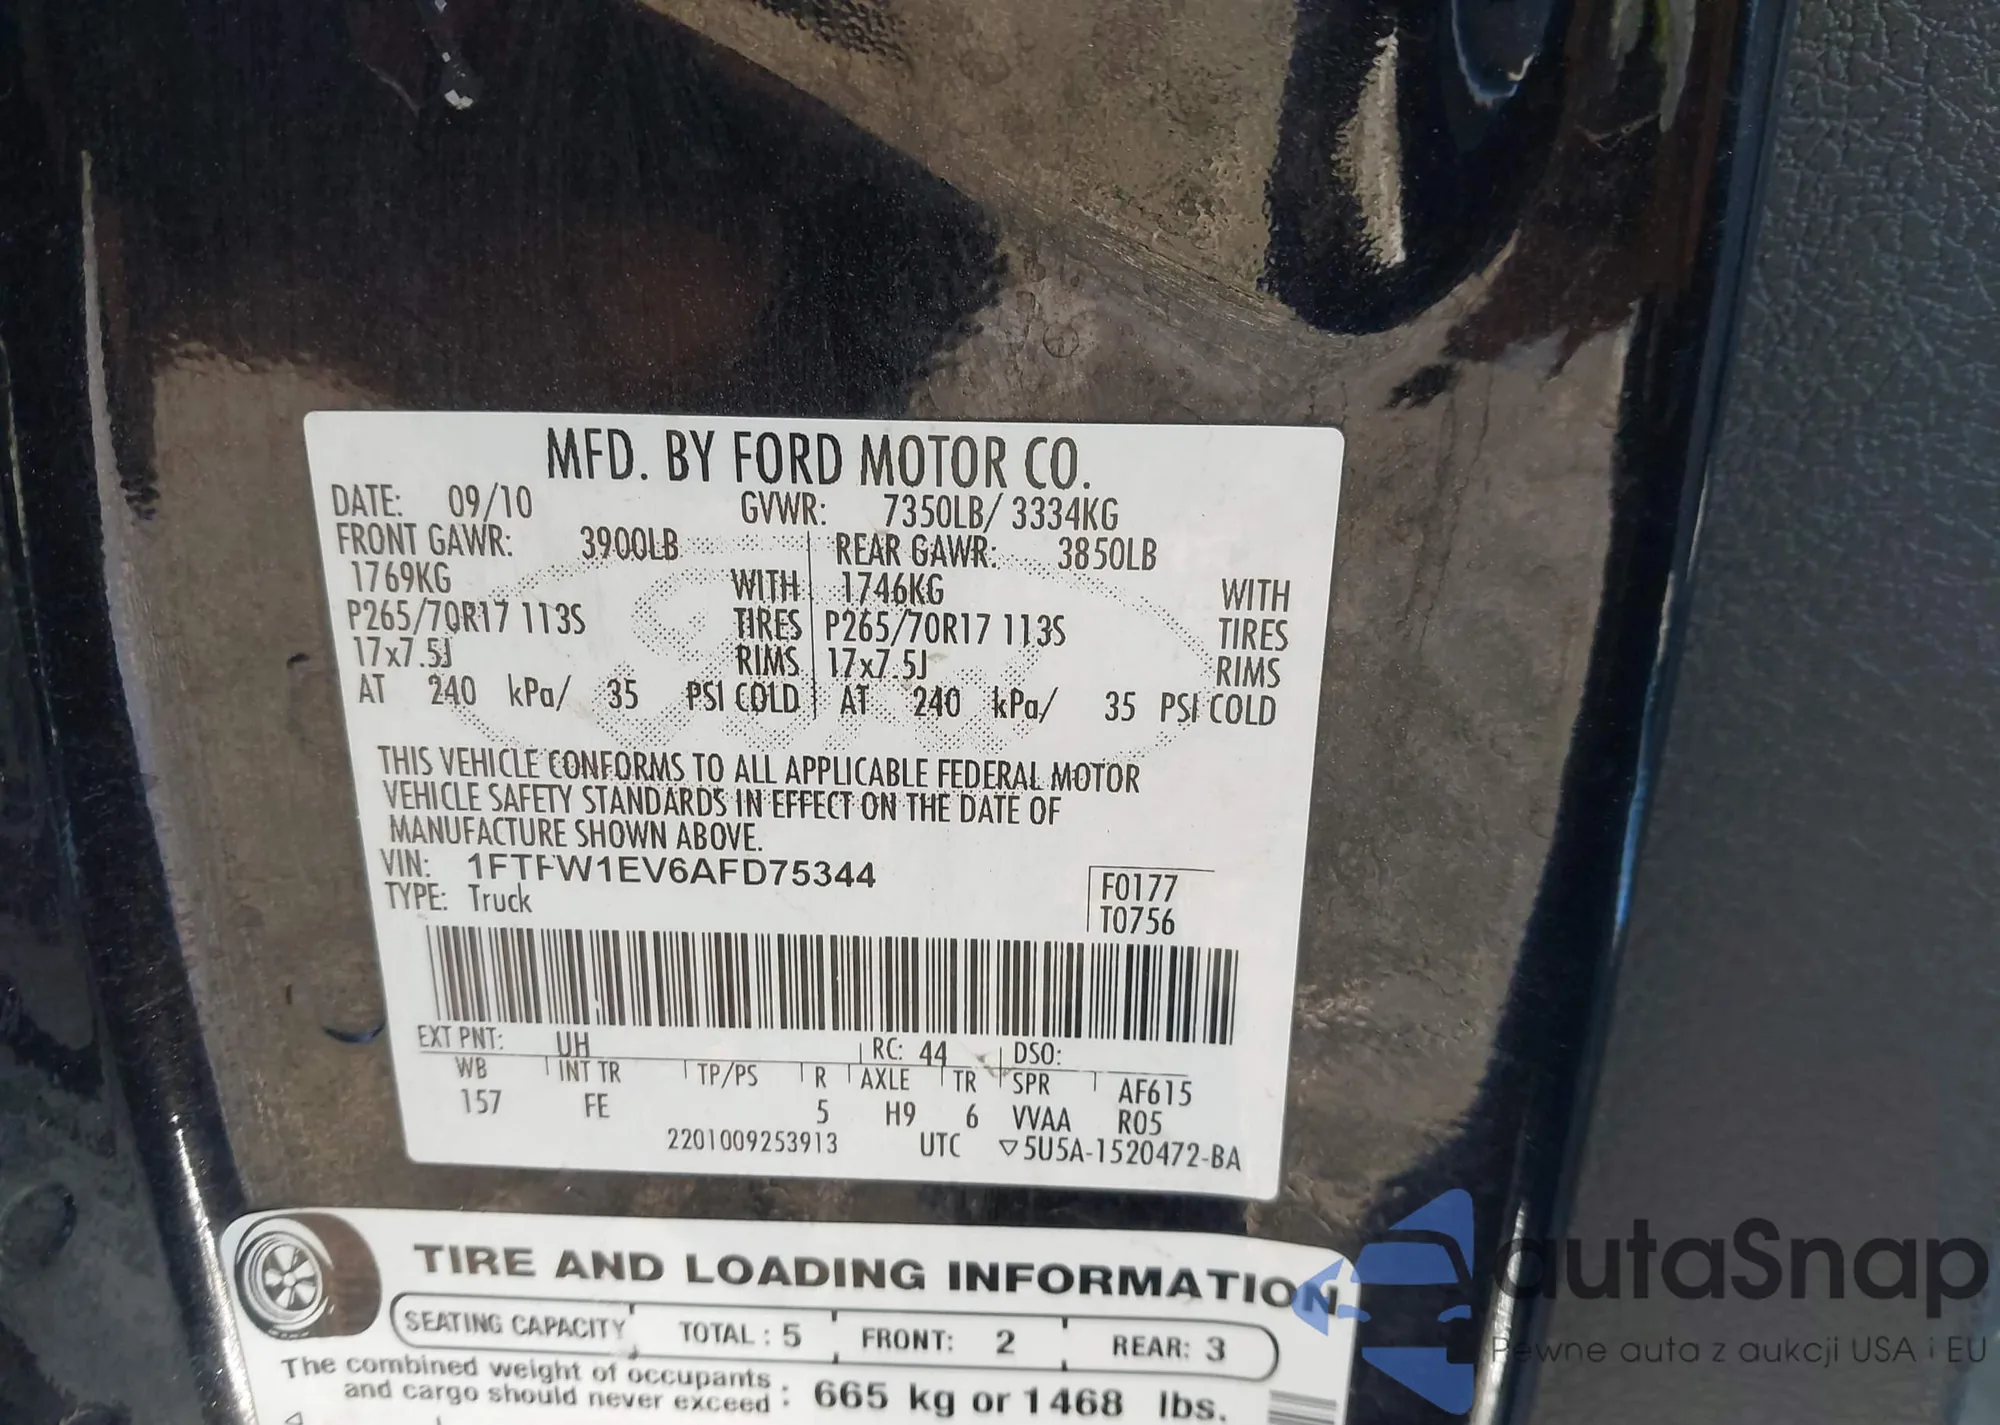 MFD. BY FORD MOTOR CO.
DATE: 09/10 GVWR: 7350LB/ 3334KG
FRONT GAWR: 3900LB REAR GAWR: 3850LB
1769KG WITH 1746KG WITH
P265/70R17 113S TIRES P265/70R17 113S TIRES
17x7.5J RIMS 17x7.5J RIMS
AT 240 kPa/ 35 PSI COLD AT 240 kPa/ 35 PSI COLD
THIS VEHICLE CONFORMS TO ALL APPLICABLE FEDERAL MOTOR
VEHICLE SAFETY STANDARDS IN EFFECT ON THE DATE OF
MANUFACTURE SHOWN ABOVE.
VIN: 1FTFW1EV6AFD75344
TYPE: Truck
F0177
T0756
EXT PNT: UH RC: 44 DSO:
WB INT TR TP/PS R AXLE TR SPR AF615
157 FE 5 H9 6 VVAA R05
2201009253913 UTC ▽5U5A-1520472-BA
TIRE AND LOADING INFORMATION
SEATING CAPACITY TOTAL : 5 FRONT: 2 REAR: 3
The combined weight of occupants
and cargo should never exceed : 665 kg or 1468 lbs.
autaSnap
Pewne auta z aukcji USA i EU